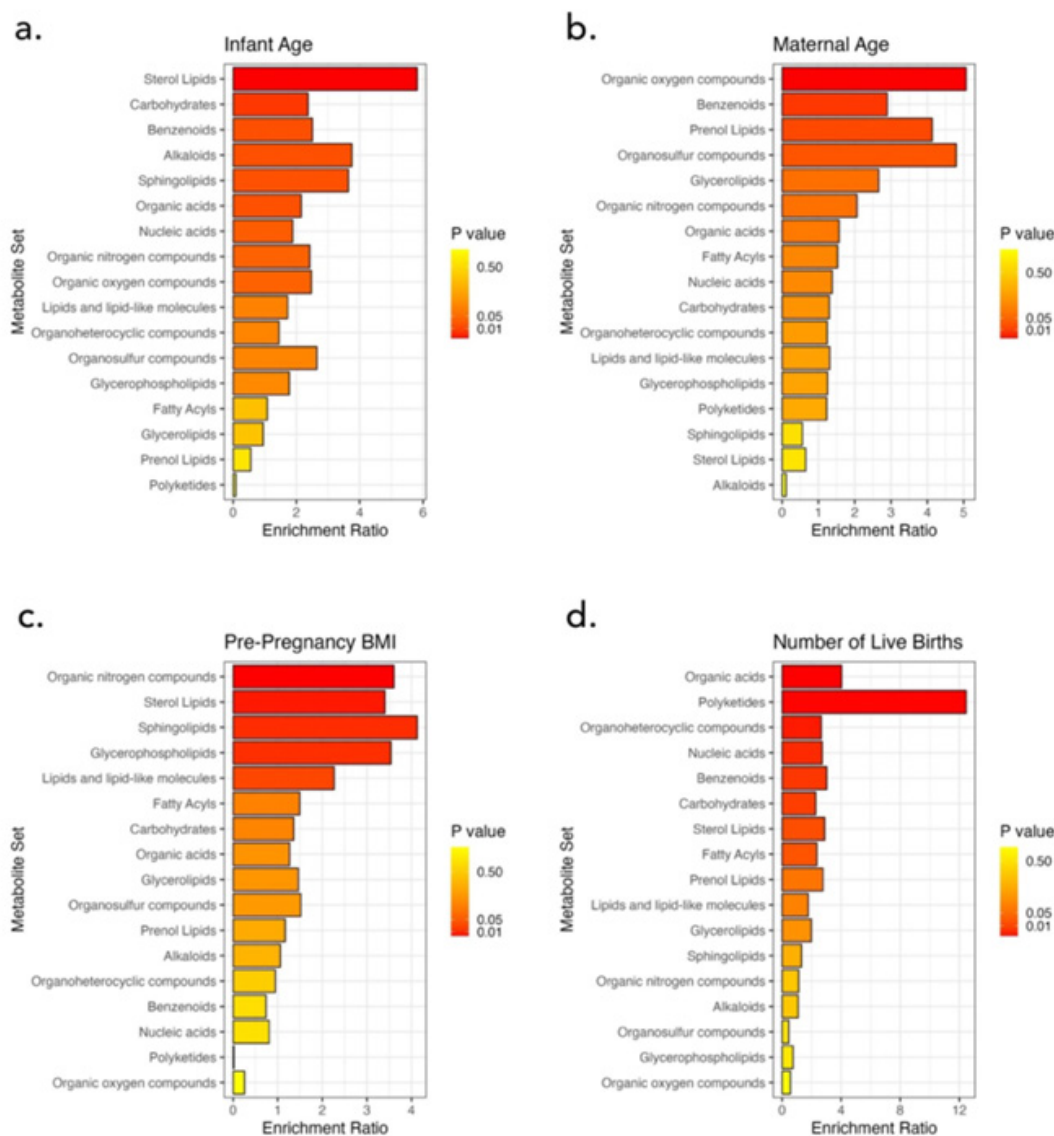 a.
Infant Age
Metabolite Set
Sterol Lipids
Carbohydrates
Benzenoids
Alkaloids
Sphingolipids
Organic acids
Nucleic acids
Organic nitrogen compounds
Organic oxygen compounds
Lipids and lipid-like molecules
Organoheterocyclic compounds
Organosulfur compounds
Glycerophospholipids
Fatty Acyls
Glycerolipids
Prenol Lipids
Polyketides
0 2 4 6
Enrichment Ratio
P value
0.50
0.05
0.01
b.
Maternal Age
Metabolite Set
Organic oxygen compounds
Benzenoids
Prenol Lipids
Organosulfur compounds
Glycerolipids
Organic nitrogen compounds
Organic acids
Fatty Acyls
Nucleic acids
Carbohydrates
Organoheterocyclic compounds
Lipids and lipid-like molecules
Glycerophospholipids
Polyketides
Sphingolipids
Sterol Lipids
Alkaloids
0 1 2 3 4 5
Enrichment Ratio
P value
0.50
0.05
0.01
c.
Pre-Pregnancy BMI
Metabolite Set
Organic nitrogen compounds
Sterol Lipids
Sphingolipids
Glycerophospholipids
Lipids and lipid-like molecules
Fatty Acyls
Carbohydrates
Organic acids
Glycerolipids
Organosulfur compounds
Prenol Lipids
Alkaloids
Organoheterocyclic compounds
Benzenoids
Nucleic acids
Polyketides
Organic oxygen compounds
0 1 2 3 4
Enrichment Ratio
P value
0.50
0.05
0.01
d.
Number of Live Births
Metabolite Set
Organic acids
Polyketides
Organoheterocyclic compounds
Nucleic acids
Benzenoids
Carbohydrates
Sterol Lipids
Fatty Acyls
Prenol Lipids
Lipids and lipid-like molecules
Glycerolipids
Sphingolipids
Organic nitrogen compounds
Alkaloids
Organosulfur compounds
Glycerophospholipids
Organic oxygen compounds
0 4 8 12
Enrichment Ratio
P value
0.50
0.05
0.01